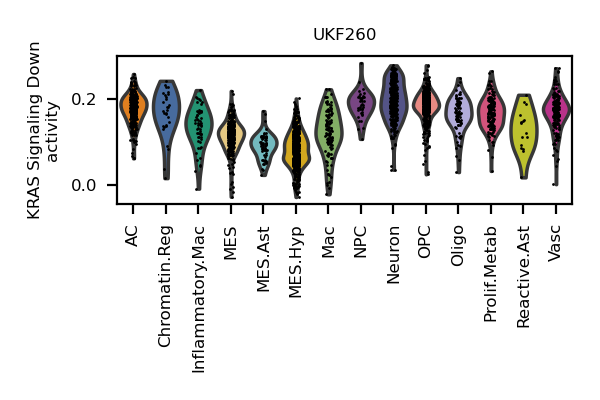 UKF260
KRAS Signaling Down
activity
0.2
0.0
AC
Chromatin.Reg
Inflammatory.Mac
MES
MES.Ast
MES.Hyp
Mac
NPC
Neuron
OPC
Oligo
Prolif.Metab
Reactive.Ast
Vasc